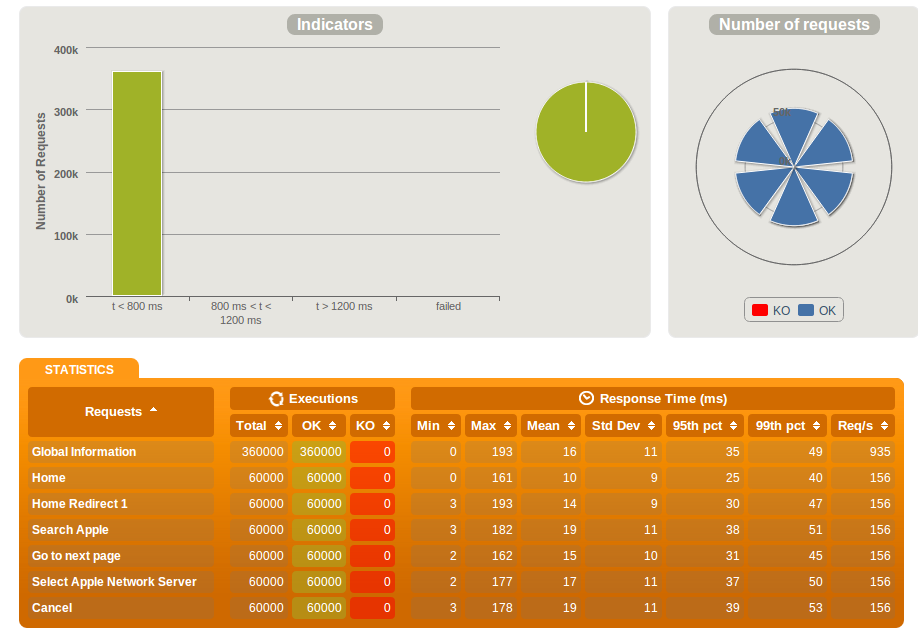 Indicators
Number of Requests
400k
300k
200k
100k
0k
t < 800 ms
800 ms < t <
1200 ms
t > 1200 ms
failed
Number of requests
KO OK
STATISTICS
Requests
Executions
Response Time (ms)
Total OK KO Min Max Mean Std Dev 95th pct 99th pct Req/s
Global Information 360000 360000 0 0 193 16 11 35 49 935
Home 60000 60000 0 0 161 10 9 25 40 156
Home Redirect 1 60000 60000 0 3 193 14 9 30 47 156
Search Apple 60000 60000 0 3 182 19 11 38 51 156
Go to next page 60000 60000 0 2 162 15 10 31 45 156
Select Apple Network Server 60000 60000 0 2 177 17 11 37 50 156
Cancel 60000 60000 0 3 178 19 11 39 53 156